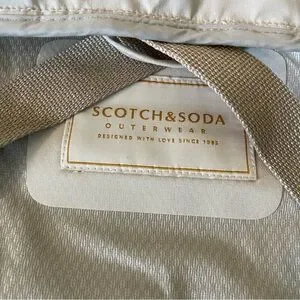 SCOTCH&SODA
OUTERWEAR
DESIGNED WITH LOVE SINCE 1985